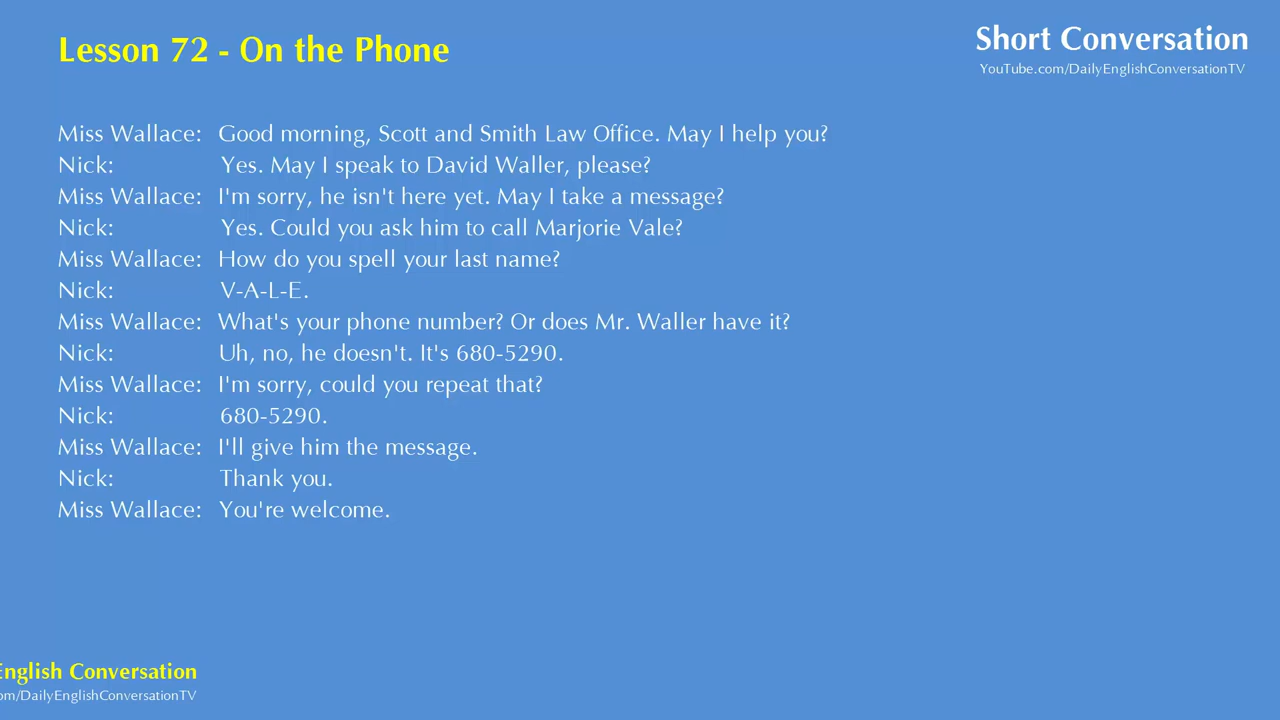 Lesson 72 - On the Phone
Short Conversation
YouTube.com/DailyEnglishConversationTV
Miss Wallace: Good morning, Scott and Smith Law Office. May I help you?
Nick: Yes. May I speak to David Waller, please?
Miss Wallace: I'm sorry, he isn't here yet. May I take a message?
Nick: Yes. Could you ask him to call Marjorie Vale?
Miss Wallace: How do you spell your last name?
Nick: V-A-L-E.
Miss Wallace: What's your phone number? Or does Mr. Waller have it?
Nick: Uh, no, he doesn't. It's 680-5290.
Miss Wallace: I'm sorry, could you repeat that?
Nick: 680-5290.
Miss Wallace: I'll give him the message.
Nick: Thank you.
Miss Wallace: You're welcome.
English Conversation
om/DailyEnglishConversationTV